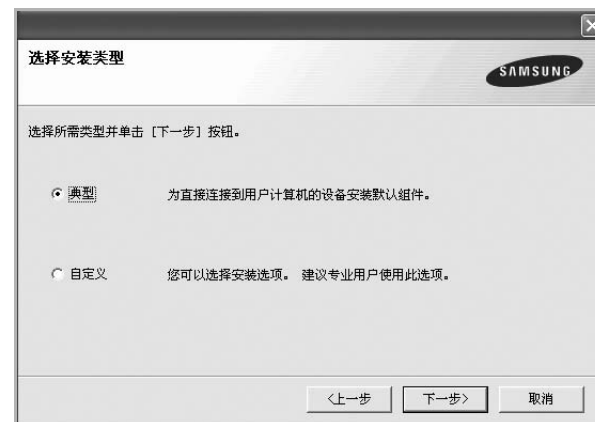 选择安装类型
SAMSUNG
选择所需类型并单击 [下一步] 按钮。
典型 为直接连接到用户计算机的设备安装默认组件。
自定义 您可以选择安装选项。 建议专业用户使用此选项。
<上一步 下一步> 取消